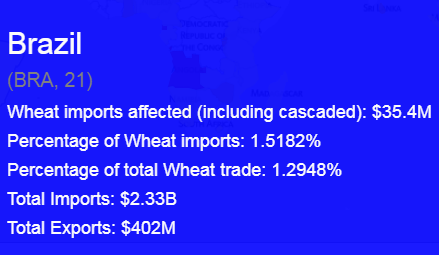 Brazil
(BRA, 21)
Wheat imports affected (including cascaded): $35.4M
Percentage of Wheat imports: 1.5182%
Percentage of total Wheat trade: 1.2948%
Total Imports: $2.33B
Total Exports: $402M